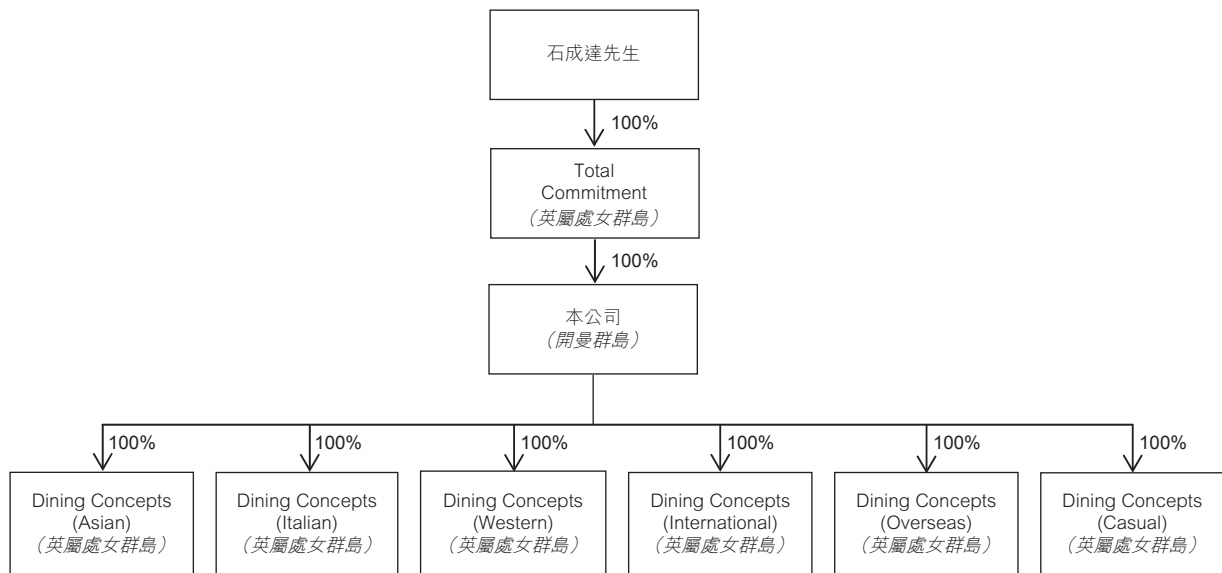 石成達先生
100%
Total
Commitment
（英屬處女群島）
100%
本公司
（開曼群島）
100%
100%
100%
100%
100%
100%
Dining Concepts
(Asian)
（英屬處女群島）
Dining Concepts
(Italian)
（英屬處女群島）
Dining Concepts
(Western)
（英屬處女群島）
Dining Concepts
(International)
（英屬處女群島）
Dining Concepts
(Overseas)
（英屬處女群島）
Dining Concepts
(Casual)
（英屬處女群島）